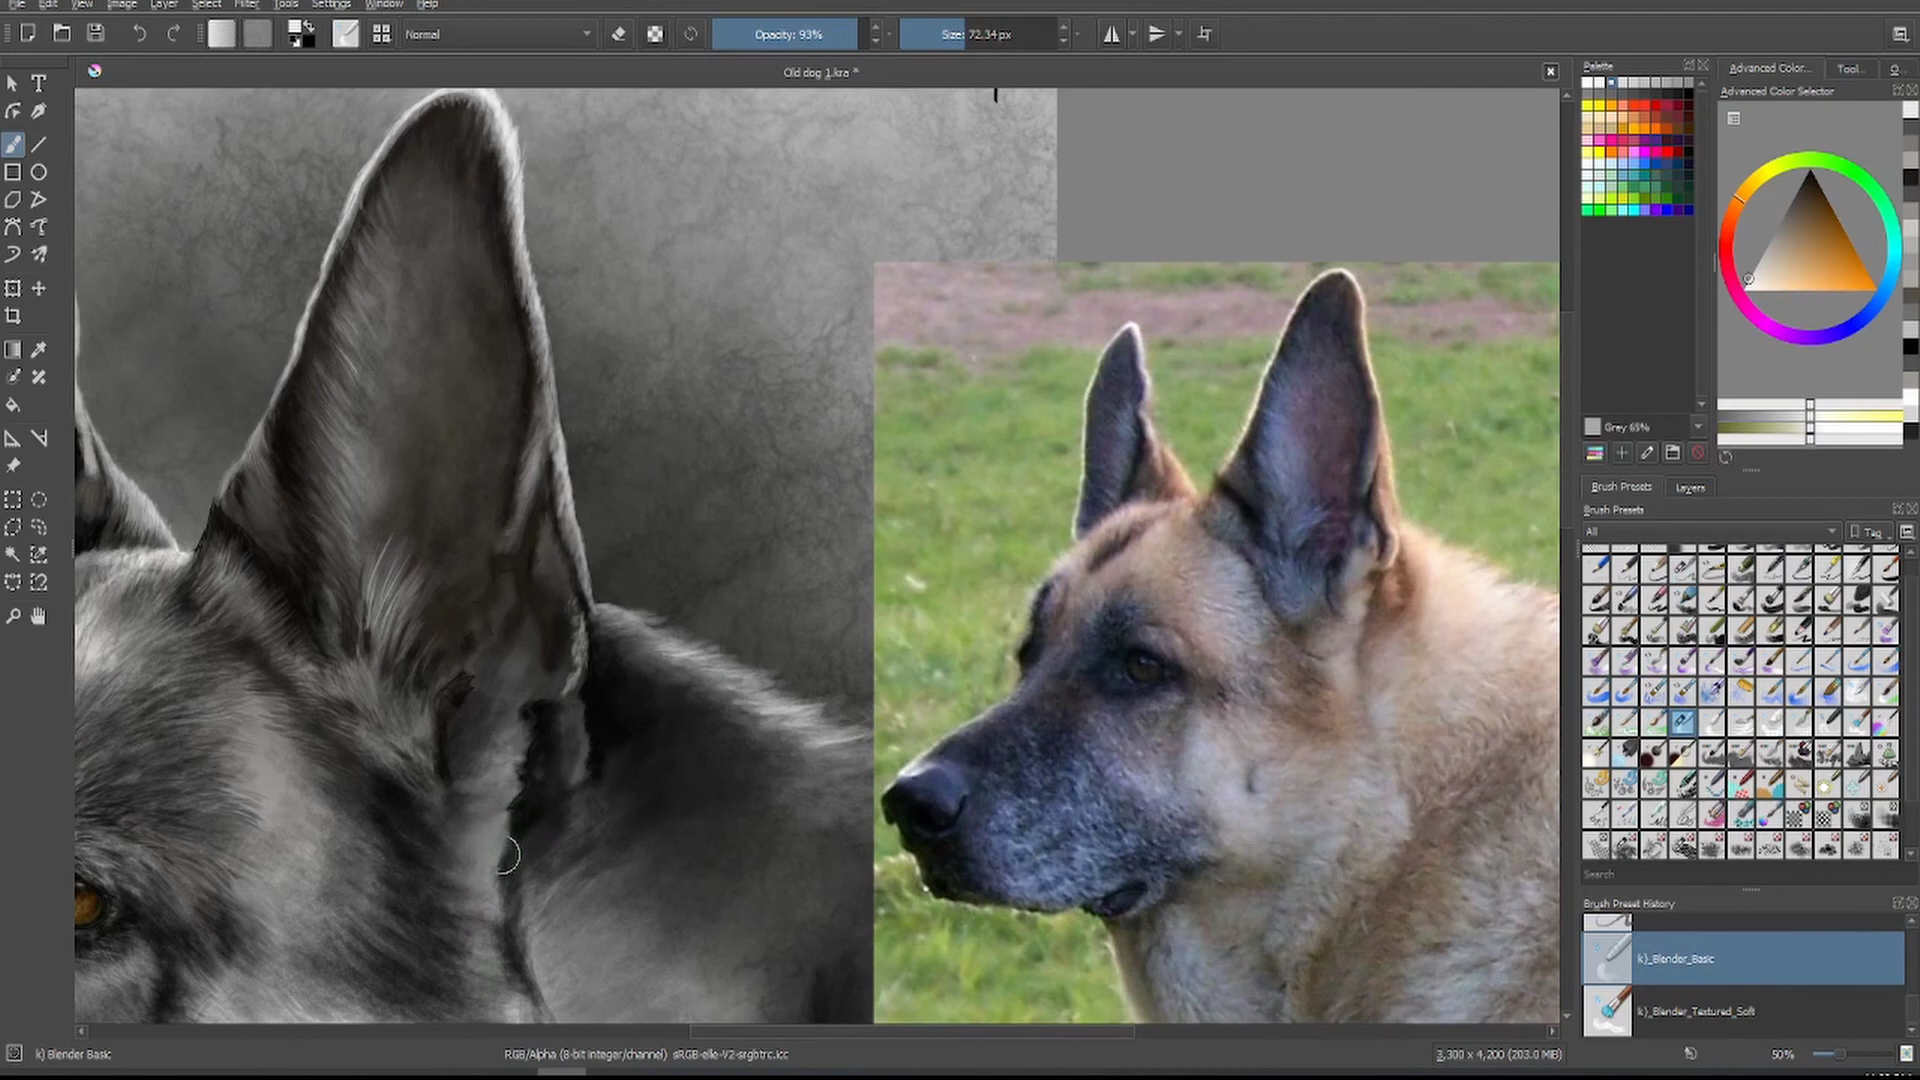 File Edit View Image Layer Select Filter Tools Settings Window Help
Normal
Opacity: 93%
Size: 72.34 px
Old dog 1.kra *
Palette
Advanced Color...
Tool...
O...
Advanced Color Selector
Grey 65%
Brush Presets
Layers
Brush Presets
All
Tag
Search
Brush Preset History
k)_Blender_Basic
k)_Blender_Textured_Soft
k) Blender Basic
RGB/Alpha (8-bit integer/channel) sRGB-elle-V2-srgbtrc.icc
3,300 x 4,200 (203.0 MiB)
50%